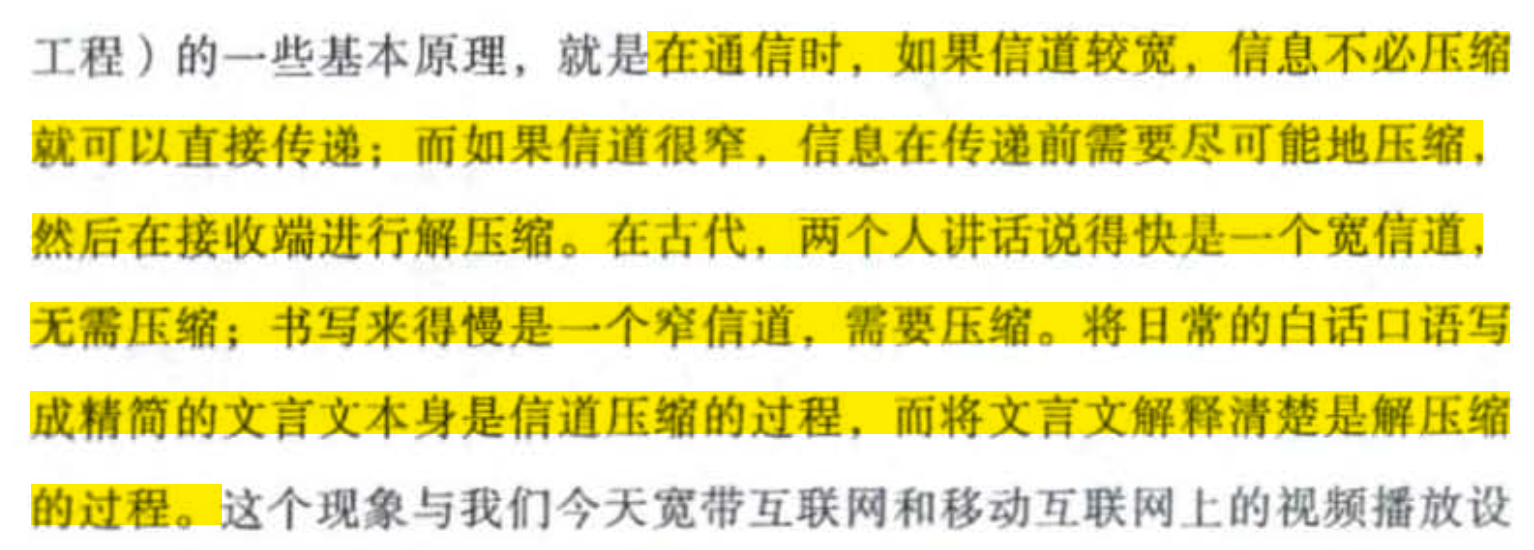 工程）的一些基本原理，就是在通信时，如果信道较宽，信息不必压缩
就可以直接传递；而如果信道很窄，信息在传递前需要尽可能地压缩，
然后在接收端进行解压缩。在古代，两个人讲话说得快是一个宽信道，
无需压缩；书写来得慢是一个窄信道，需要压缩。将日常的白话口语写
成精简的文言文本身是信道压缩的过程，而将文言文解释清楚是解压缩
的过程。这个现象与我们今天宽带互联网和移动互联网上的视频播放设